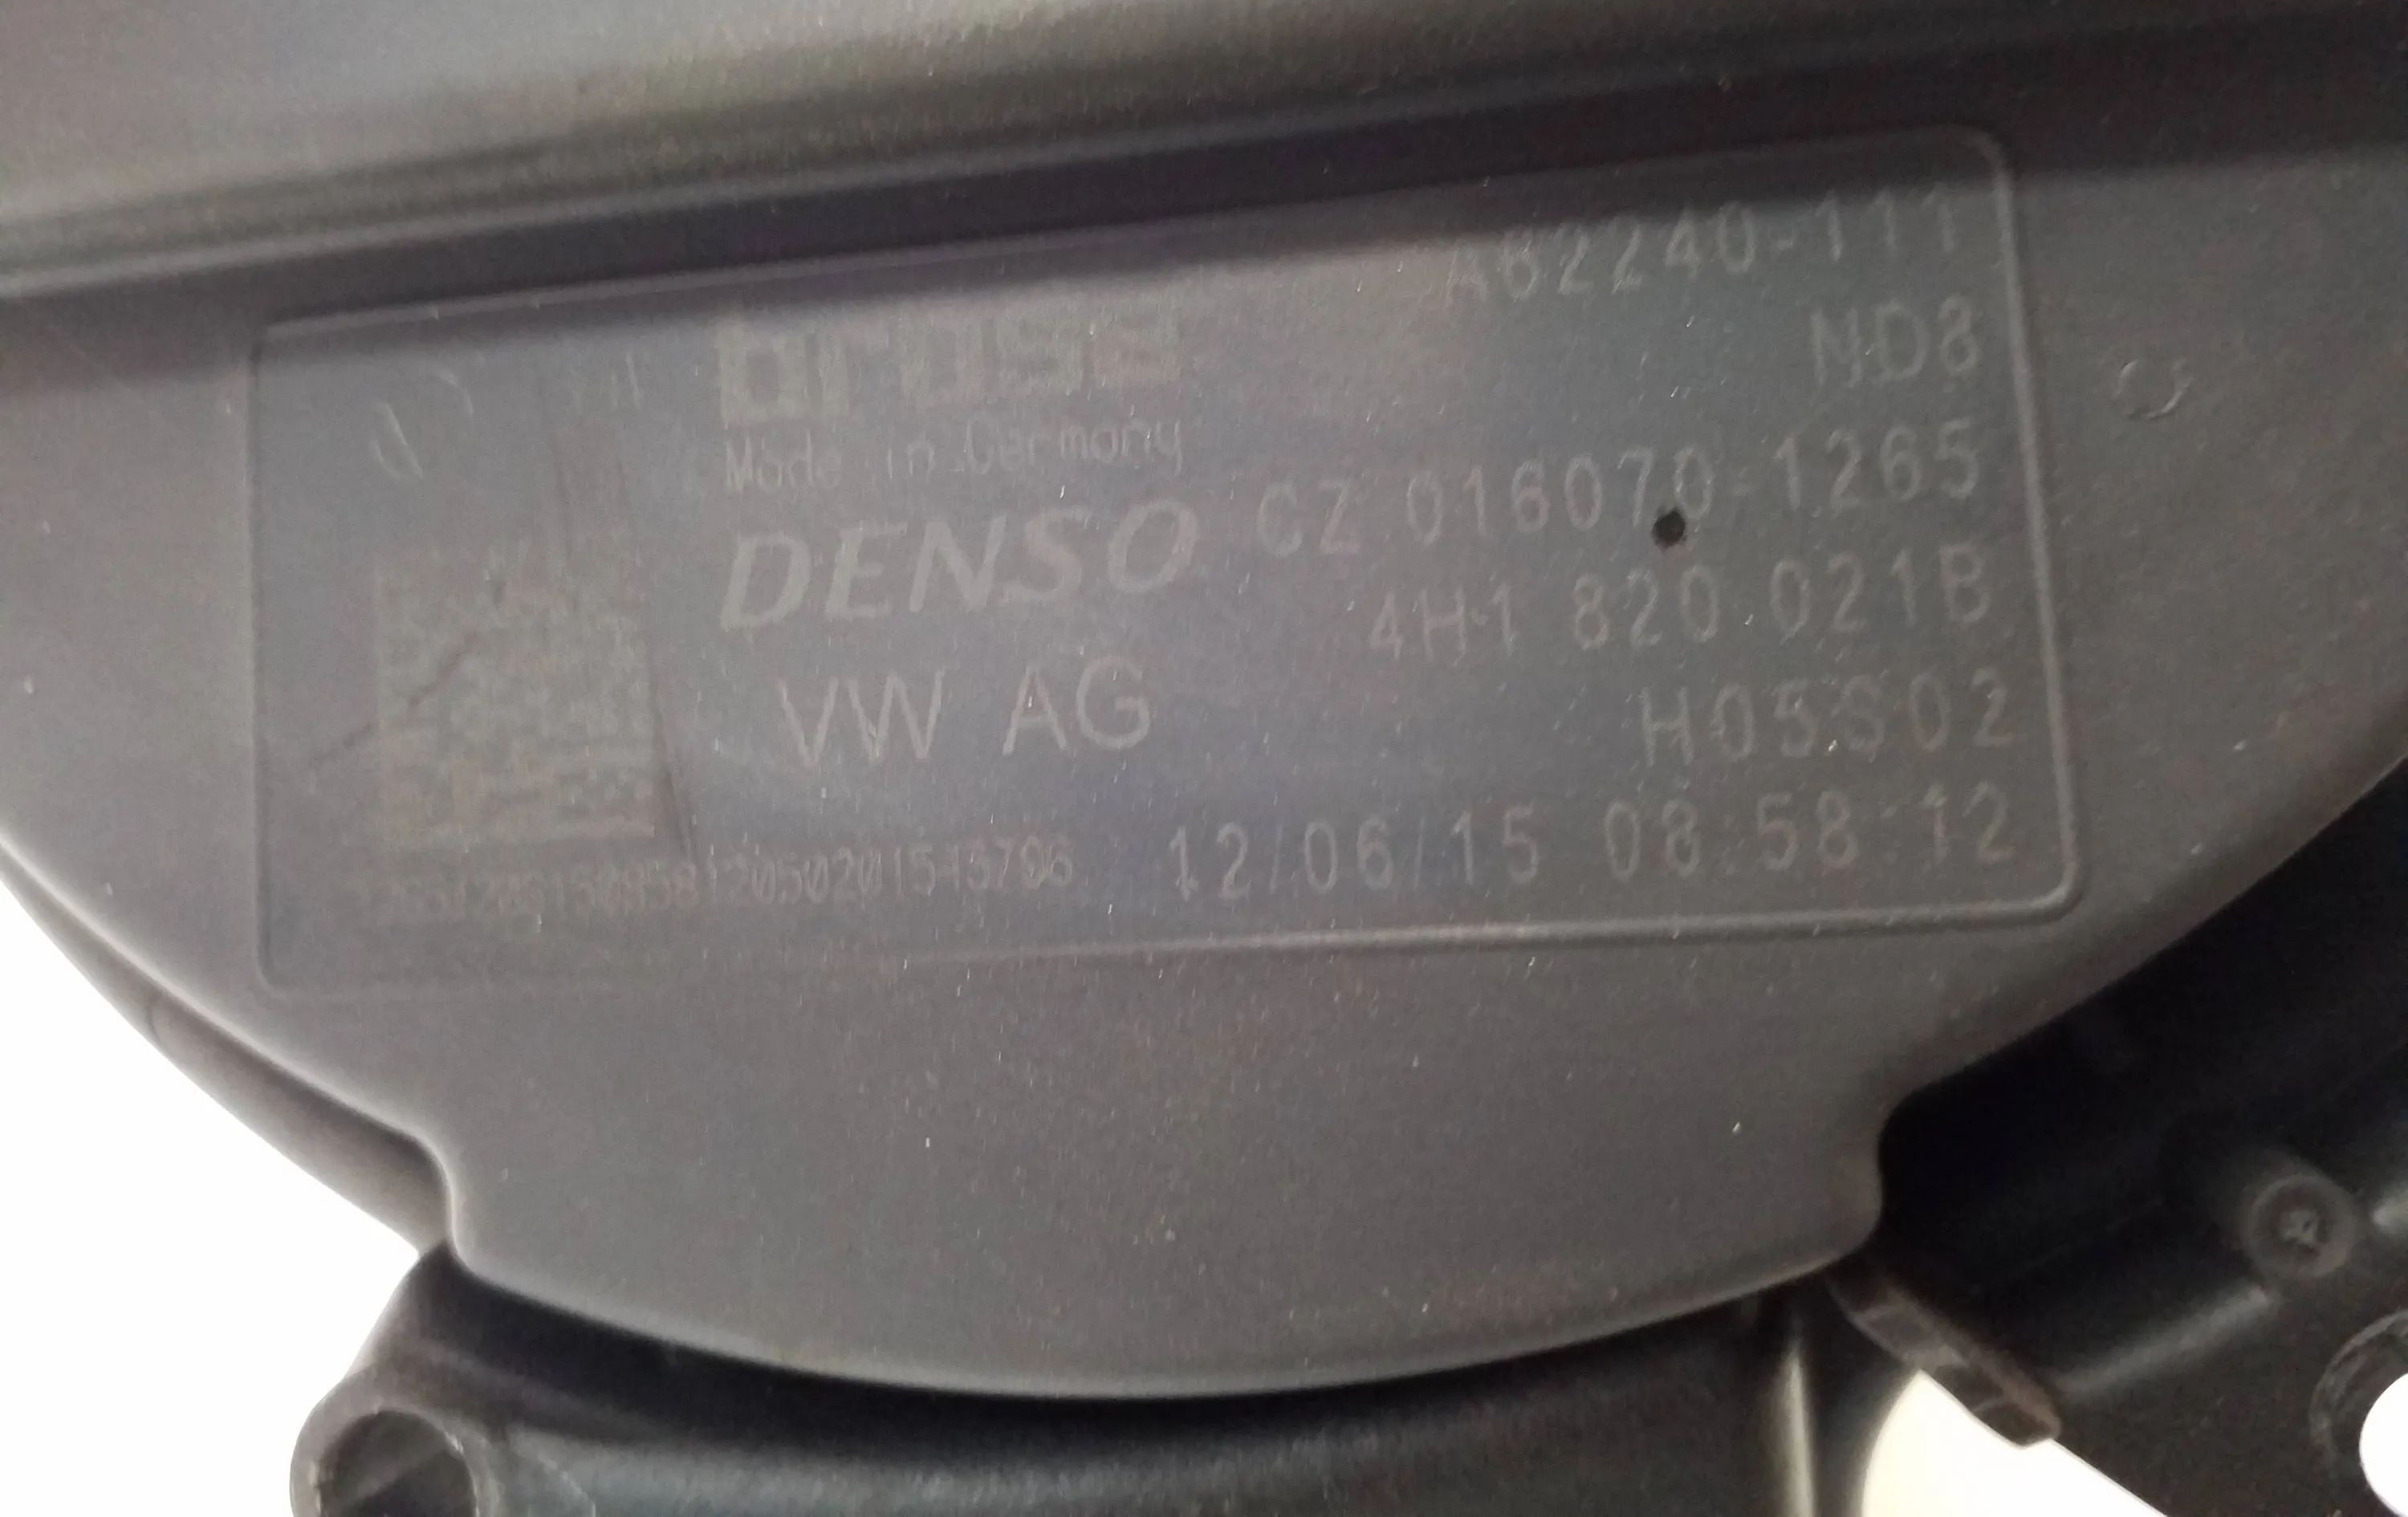 A62240-111
brose
ND8
Made in Germany
DENSO CZ 016070-1265
4H1 820 021B
VW AG
H05S02
12/06/15 08:58:12